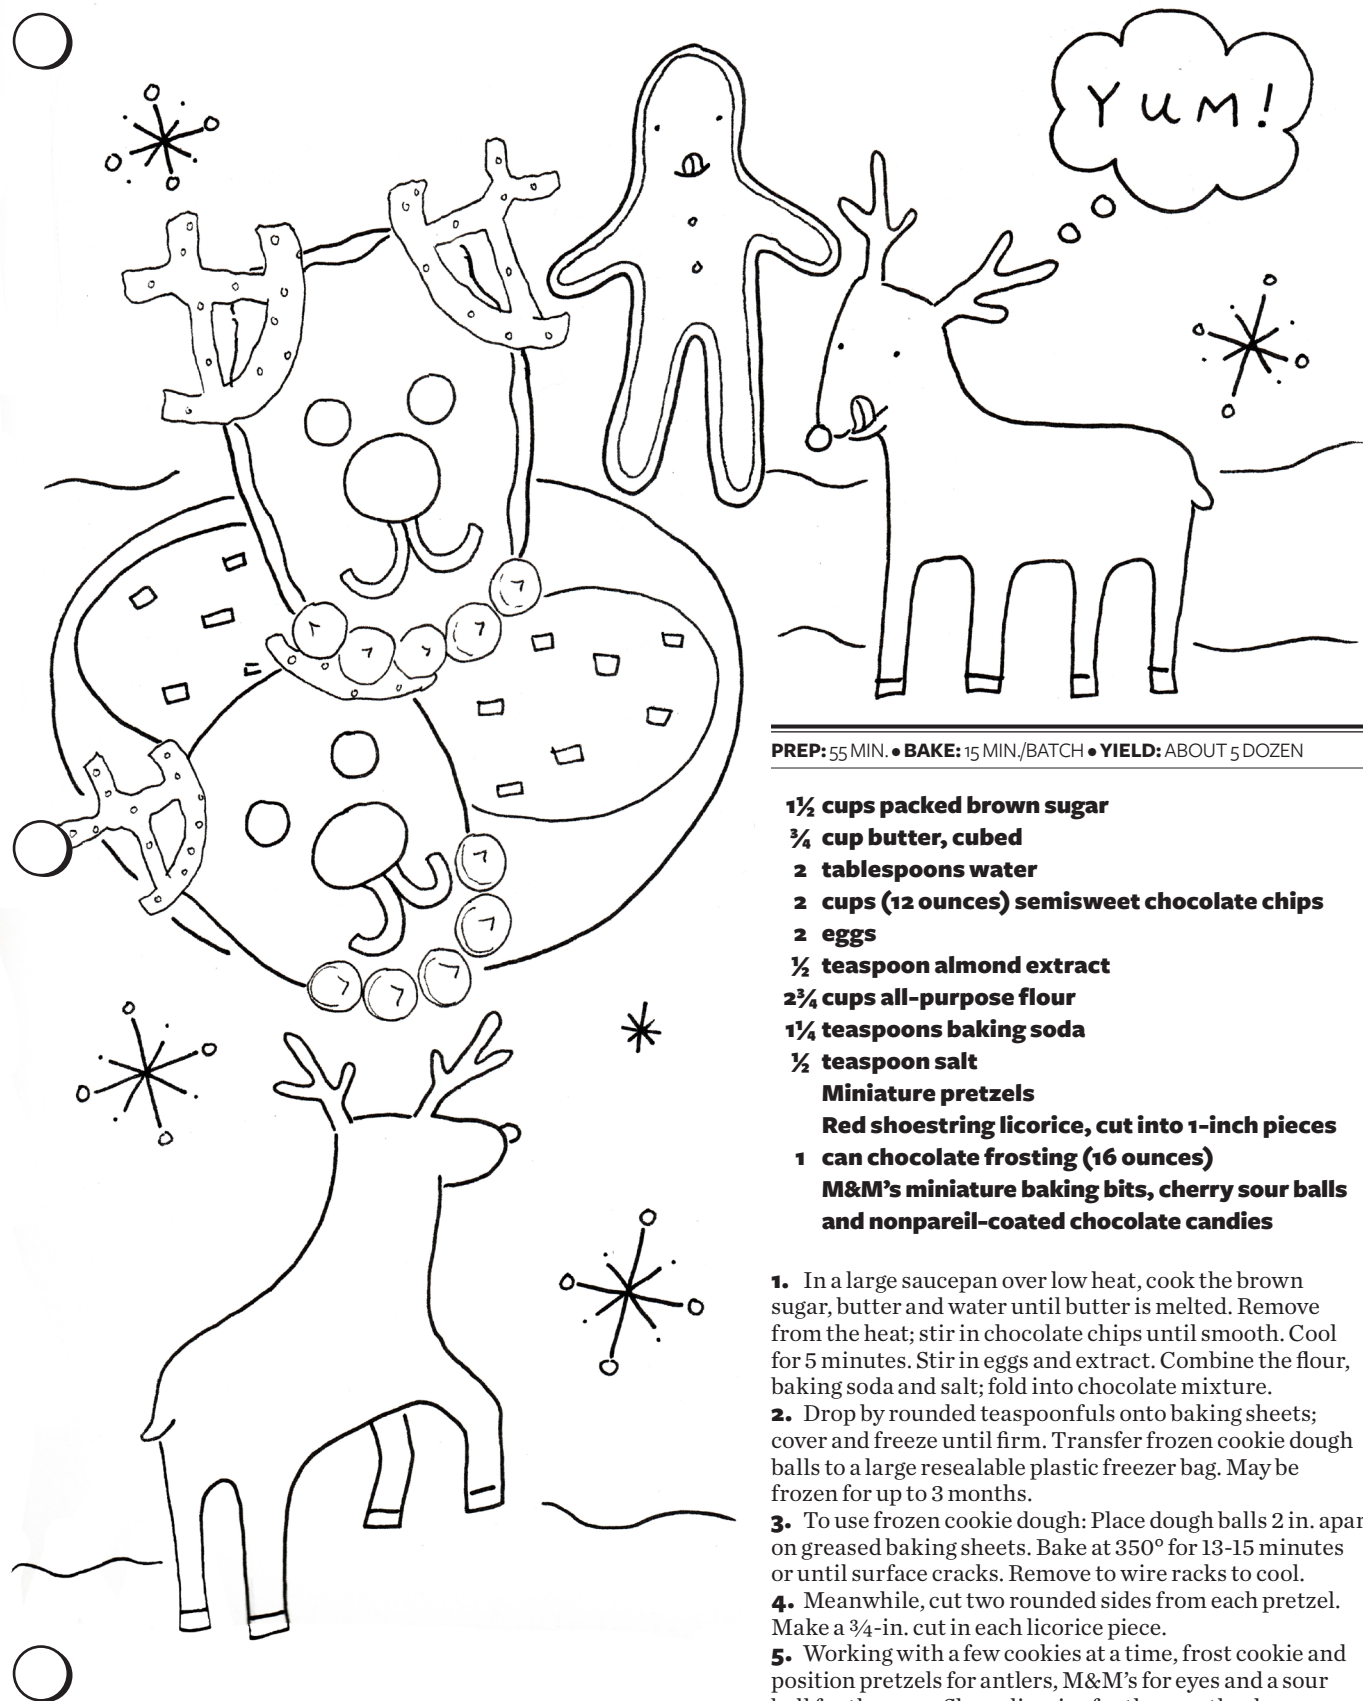 YUM!
PREP: 55 MIN. ● BAKE: 15 MIN./BATCH ● YIELD: ABOUT 5 DOZEN
1½ cups packed brown sugar
¾ cup butter, cubed
2 tablespoons water
2 cups (12 ounces) semisweet chocolate chips
2 eggs
½ teaspoon almond extract
2¾ cups all-purpose flour
1¼ teaspoons baking soda
½ teaspoon salt
Miniature pretzels
Red shoestring licorice, cut into 1-inch pieces
1 can chocolate frosting (16 ounces)
M&M’s miniature baking bits, cherry sour balls
and nonpareil-coated chocolate candies
1. In a large saucepan over low heat, cook the brown
sugar, butter and water until butter is melted. Remove
from the heat; stir in chocolate chips until smooth. Cool
for 5 minutes. Stir in eggs and extract. Combine the flour,
baking soda and salt; fold into chocolate mixture.
2. Drop by rounded teaspoonfuls onto baking sheets;
cover and freeze until firm. Transfer frozen cookie dough
balls to a large resealable plastic freezer bag. May be
frozen for up to 3 months.
3. To use frozen cookie dough: Place dough balls 2 in. apar
on greased baking sheets. Bake at 350º for 13-15 minutes
or until surface cracks. Remove to wire racks to cool.
4. Meanwhile, cut two rounded sides from each pretzel.
Make a ¾-in. cut in each licorice piece.
5. Working with a few cookies at a time, frost cookie and
position pretzels for antlers, M&M’s for eyes and a sour